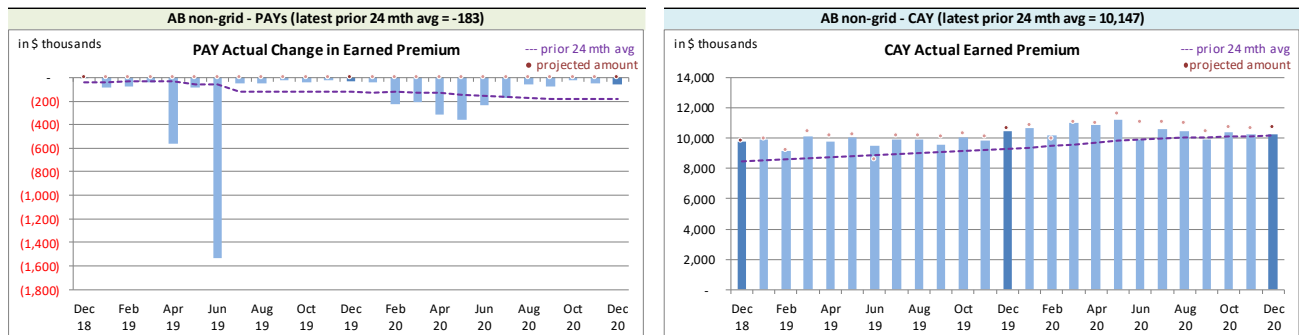 AB non-grid - PAYs (latest prior 24 mth avg = -183)
in $ thousands
PAY Actual Change in Earned Premium
--- prior 24 mth avg
• projected amount
-
(200)
(400)
(600)
(800)
(1,000)
(1,200)
(1,400)
(1,600)
(1,800)
Dec Feb Apr Jun Aug Oct Dec Feb Apr Jun Aug Oct Dec
18 19 19 19 19 19 19 20 20 20 20 20 20
AB non-grid - CAY (latest prior 24 mth avg = 10,147)
in $ thousands
CAY Actual Earned Premium
--- prior 24 mth avg
• projected amount
14,000
12,000
10,000
8,000
6,000
4,000
2,000
-
Dec Feb Apr Jun Aug Oct Dec Feb Apr Jun Aug Oct Dec
18 19 19 19 19 19 19 20 20 20 20 20 20